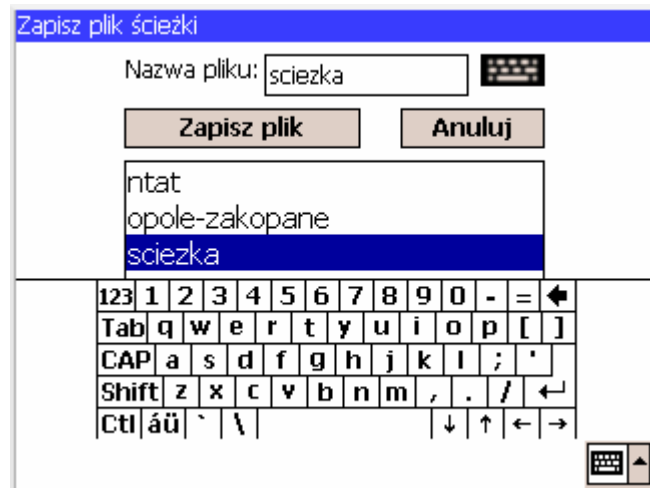 Zapisz plik ścieżki
Nazwa pliku: sciezka
Zapisz plik Anuluj
ntat
opole-zakopane
sciezka
123 1 2 3 4 5 6 7 8 9 0 - =
Tab q w e r t y u i o p [ ]
CAP a s d f g h j k l ; '
Shift z x c v b n m , . /
Ctl áü ` \ ↓ ↑ ← →